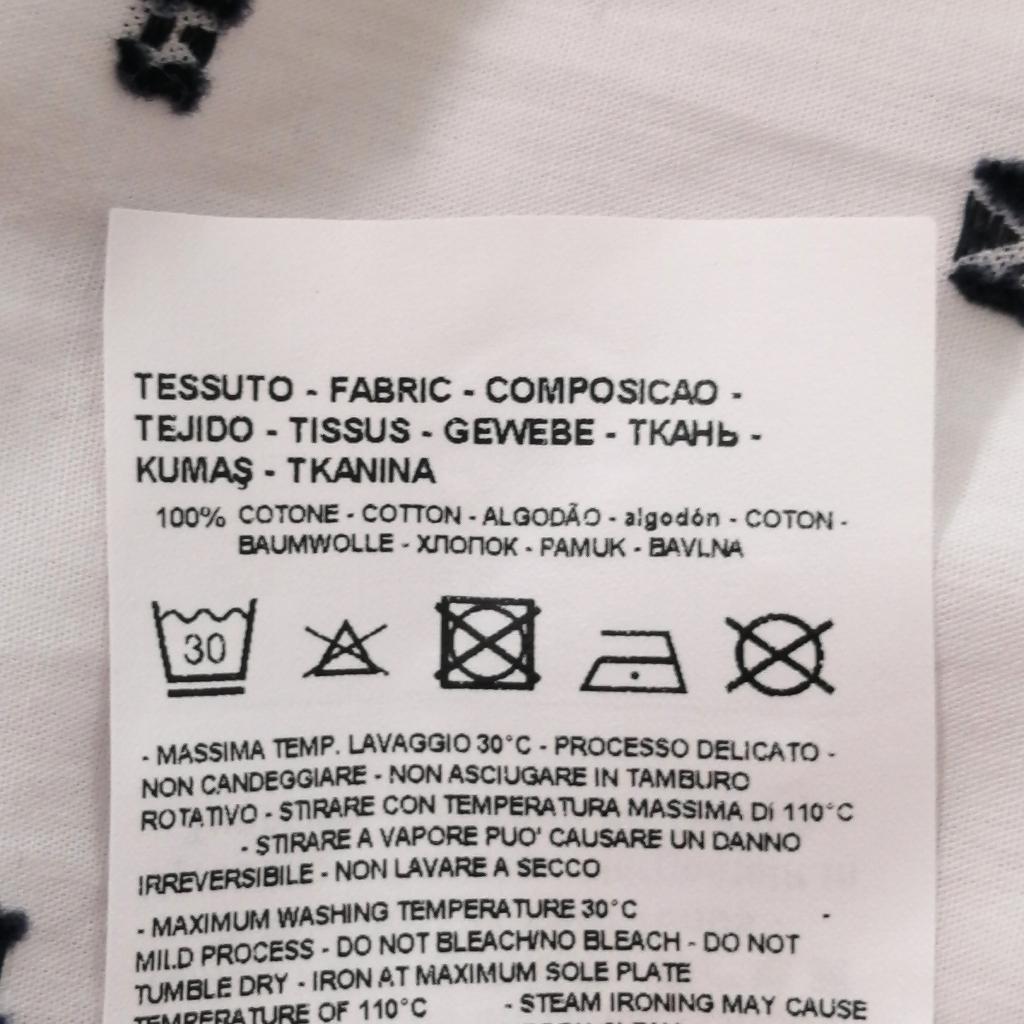 TESSUTO - FABRIC - COMPOSICAO -
TEJIDO - TISSUS - GEWEBE - ТКАНЬ -
KUMAŞ - TKANINA
100% COTONE - COTTON - ALGODÃO - algodón - COTON -
BAUMWOLLE - ХЛОПОК - PAMUK - BAVLNA
30
- MASSIMA TEMP. LAVAGGIO 30°C - PROCESSO DELICATO -
NON CANDEGGIARE - NON ASCIUGARE IN TAMBURO
ROTATIVO - STIRARE CON TEMPERATURA MASSIMA Di 110°C
- STIRARE A VAPORE PUO' CAUSARE UN DANNO
IRREVERSIBILE - NON LAVARE A SECCO
- MAXIMUM WASHING TEMPERATURE 30°C -
MILD PROCESS - DO NOT BLEACH/NO BLEACH - DO NOT
TUMBLE DRY - IRON AT MAXIMUM SOLE PLATE
TEMPERATURE OF 110°C - STEAM IRONING MAY CAUSE